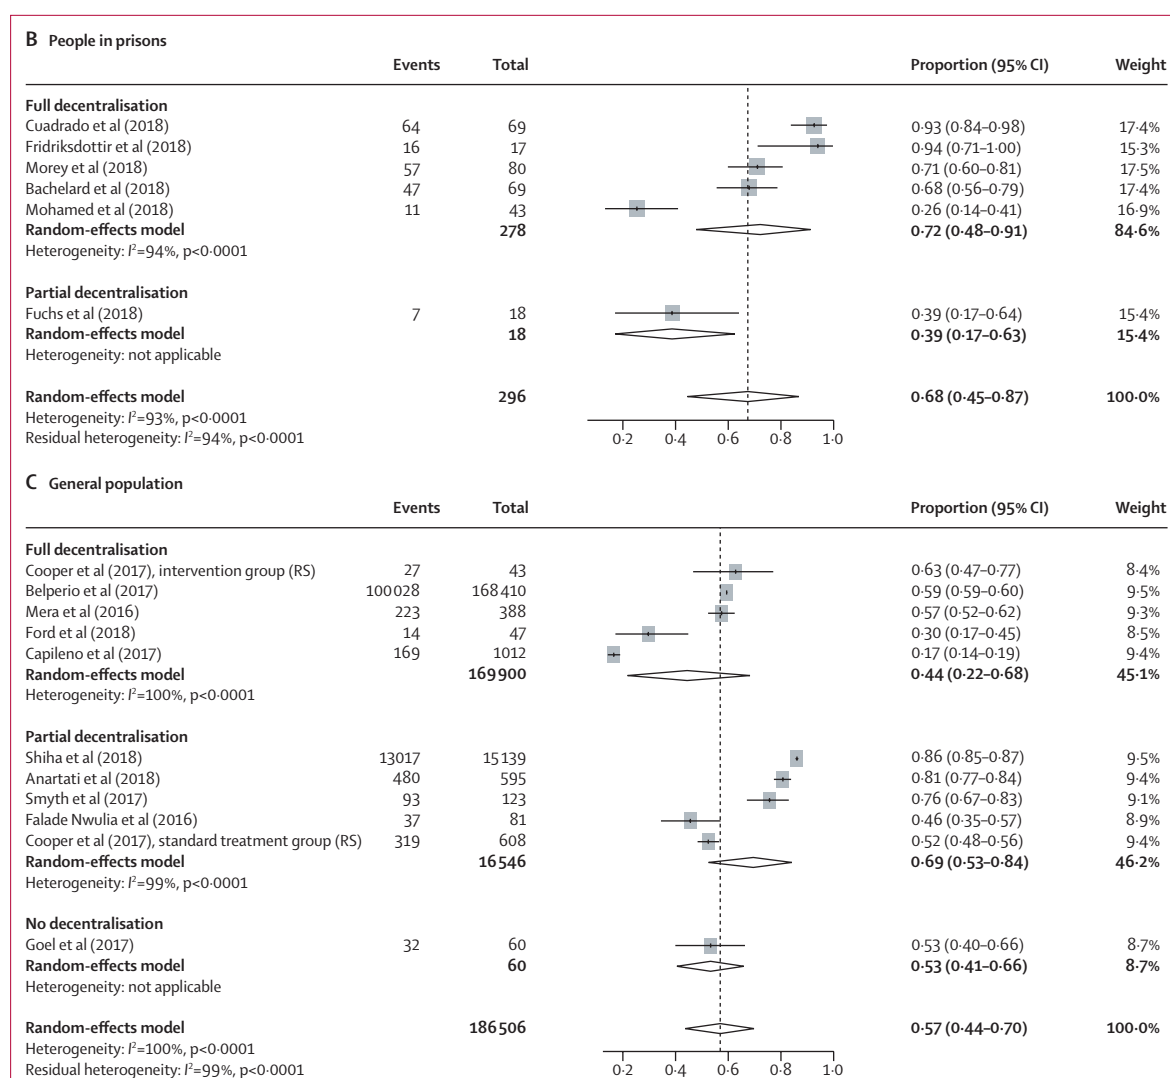 B People in prisons
Events Total Proportion (95% CI) Weight
Full decentralisation
Cuadrado et al (2018) 64 69 0·93 (0·84–0·98) 17·4%
Fridriksdottir et al (2018) 16 17 0·94 (0·71–1·00) 15·3%
Morey et al (2018) 57 80 0·71 (0·60–0·81) 17·5%
Bachelard et al (2018) 47 69 0·68 (0·56–0·79) 17·4%
Mohamed et al (2018) 11 43 0·26 (0·14–0·41) 16·9%
Random-effects model 278 0·72 (0·48–0·91) 84·6%
Heterogeneity: I²=94%, p<0·0001
Partial decentralisation
Fuchs et al (2018) 7 18 0·39 (0·17–0·64) 15·4%
Random-effects model 18 0·39 (0·17–0·63) 15·4%
Heterogeneity: not applicable
Random-effects model 296 0·68 (0·45–0·87) 100·0%
Heterogeneity: I²=93%, p<0·0001
Residual heterogeneity: I²=94%, p<0·0001
0·2 0·4 0·6 0·8 1·0
C General population
Events Total Proportion (95% CI) Weight
Full decentralisation
Cooper et al (2017), intervention group (RS) 27 43 0·63 (0·47–0·77) 8·4%
Belperio et al (2017) 100 028 168 410 0·59 (0·59–0·60) 9·5%
Mera et al (2016) 223 388 0·57 (0·52–0·62) 9·3%
Ford et al (2018) 14 47 0·30 (0·17–0·45) 8·5%
Capileno et al (2017) 169 1012 0·17 (0·14–0·19) 9·4%
Random-effects model 169 900 0·44 (0·22–0·68) 45·1%
Heterogeneity: I²=100%, p<0·0001
Partial decentralisation
Shiha et al (2018) 13 017 15 139 0·86 (0·85–0·87) 9·5%
Anartati et al (2018) 480 595 0·81 (0·77–0·84) 9·4%
Smyth et al (2017) 93 123 0·76 (0·67–0·83) 9·1%
Falade Nwulia et al (2016) 37 81 0·46 (0·35–0·57) 8·9%
Cooper et al (2017), standard treatment group (RS) 319 608 0·52 (0·48–0·56) 9·4%
Random-effects model 16 546 0·69 (0·53–0·84) 46·2%
Heterogeneity: I²=99%, p<0·0001
No decentralisation
Goel et al (2017) 32 60 0·53 (0·40–0·66) 8·7%
Random-effects model 60 0·53 (0·41–0·66) 8·7%
Heterogeneity: not applicable
Random-effects model 186 506 0·57 (0·44–0·70) 100·0%
Heterogeneity: I²=100%, p<0·0001
Residual heterogeneity: I²=99%, p<0·0001
0·2 0·4 0·6 0·8 1·0